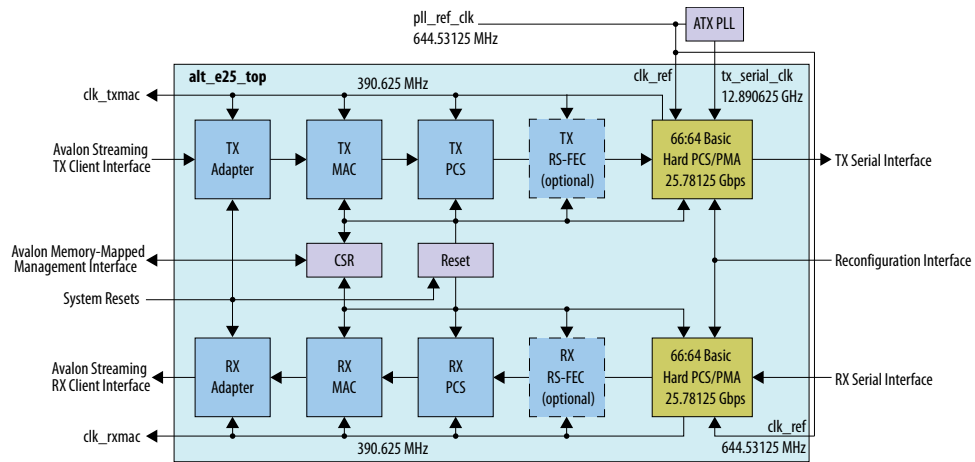 pll_ref_clk
644.53125 MHz
ATX PLL
alt_e25_top
390.625 MHz
clk_ref
tx_serial_clk
12.890625 GHz
clk_txmac
Avalon Streaming
TX Client Interface
TX
Adapter
TX
MAC
TX
PCS
TX
RS-FEC
(optional)
66:64 Basic
Hard PCS/PMA
25.78125 Gbps
TX Serial Interface
Avalon Memory-Mapped
Management Interface
CSR
Reset
Reconfiguration Interface
System Resets
Avalon Streaming
RX Client Interface
RX
Adapter
RX
MAC
RX
PCS
RX
RS-FEC
(optional)
66:64 Basic
Hard PCS/PMA
25.78125 Gbps
RX Serial Interface
clk_rxmac
390.625 MHz
clk_ref
644.53125 MHz